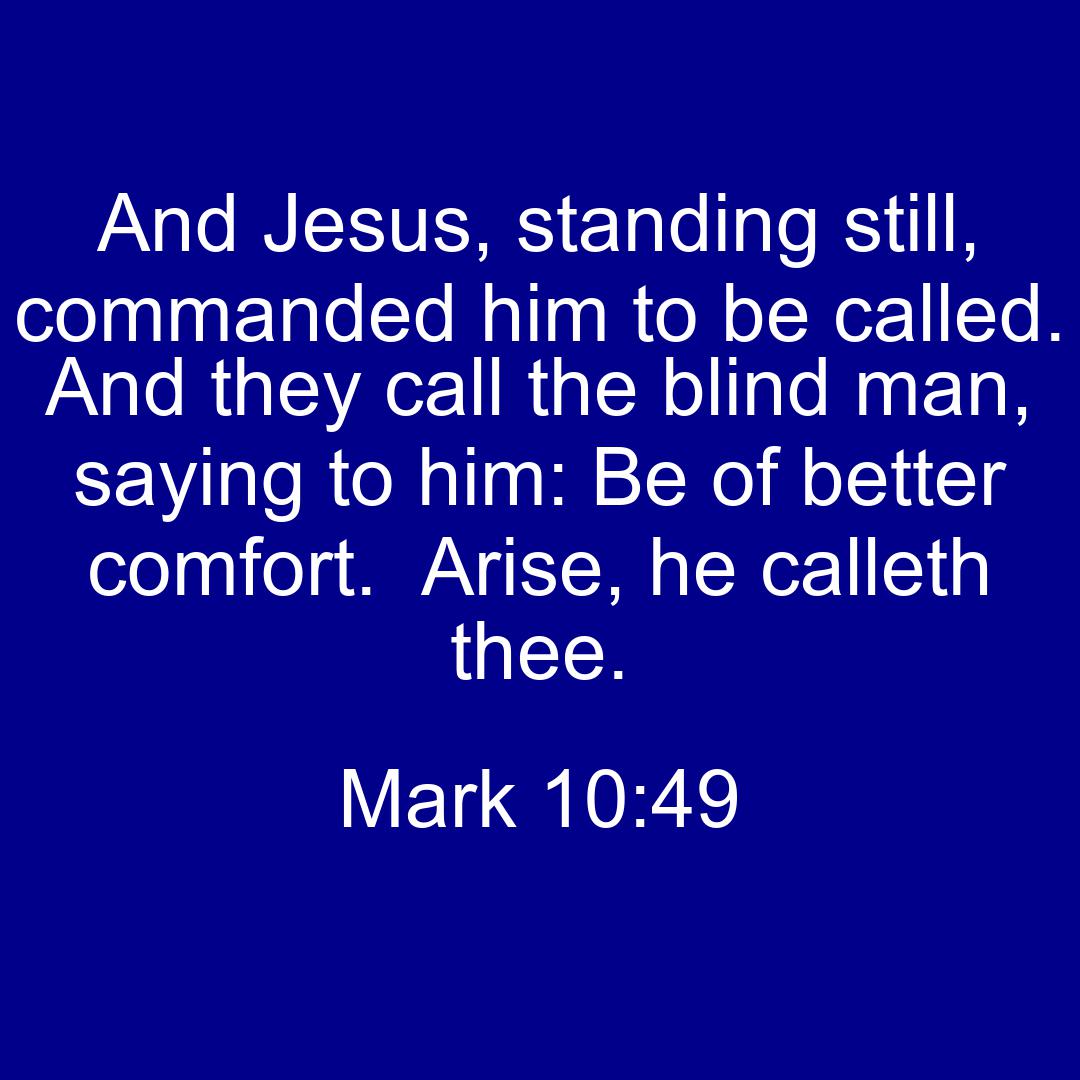 And Jesus, standing still,
commanded him to be called.
And they call the blind man,
saying to him: Be of better
comfort.  Arise, he calleth
thee.
Mark 10:49